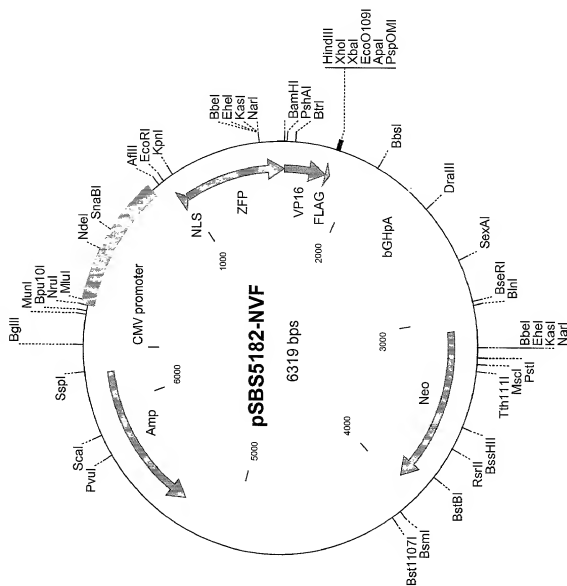 pSBS5182-NVF
6319 bps
1000
2000
3000
4000
5000
6000
BglII
MunI
Bpu10I
NruI
MluI
NdeI
SnaBI
AflII
EcoRI
KpnI
BbeI
EheI
KasI
NarI
BamHI
PshAI
BtrI
HindIII
XhoI
XbaI
EcoO109I
ApaI
PspOMI
BbsI
DraIII
SexAI
BseRI
BlnI
BbeI
EheI
KasI
NarI
PstI
MscI
Tth111I
BssHII
RsrII
BstBI
BsmI
Bst1107I
PvuI
ScaI
SspI
CMV promoter
NLS
ZFP
VP16
FLAG
bGHpA
Neo
Amp